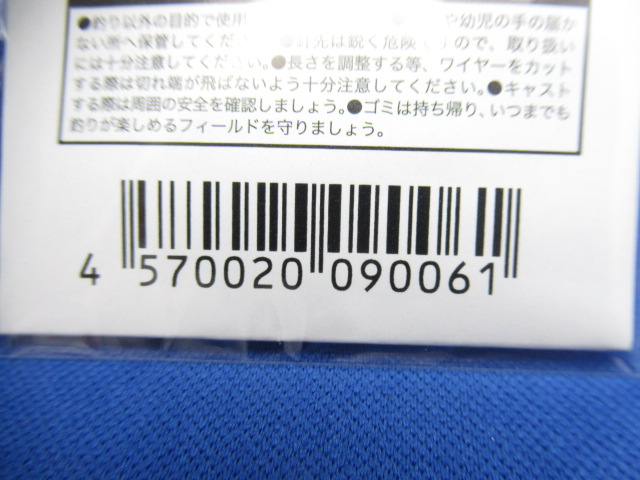 ●釣り以外の目的で使用 や幼児の手の届か
ない所へ保管してください。●針先は鋭く危険ですので、取り扱い
には十分注意してください。●長さを調整する等、ワイヤーをカット
する際は切れ端が飛ばないよう十分注意してください。●キャスト
する際は周囲の安全を確認しましょう。●ゴミは持ち帰り、いつまでも
釣りが楽しめるフィールドを守りましょう。
4 570020 090061